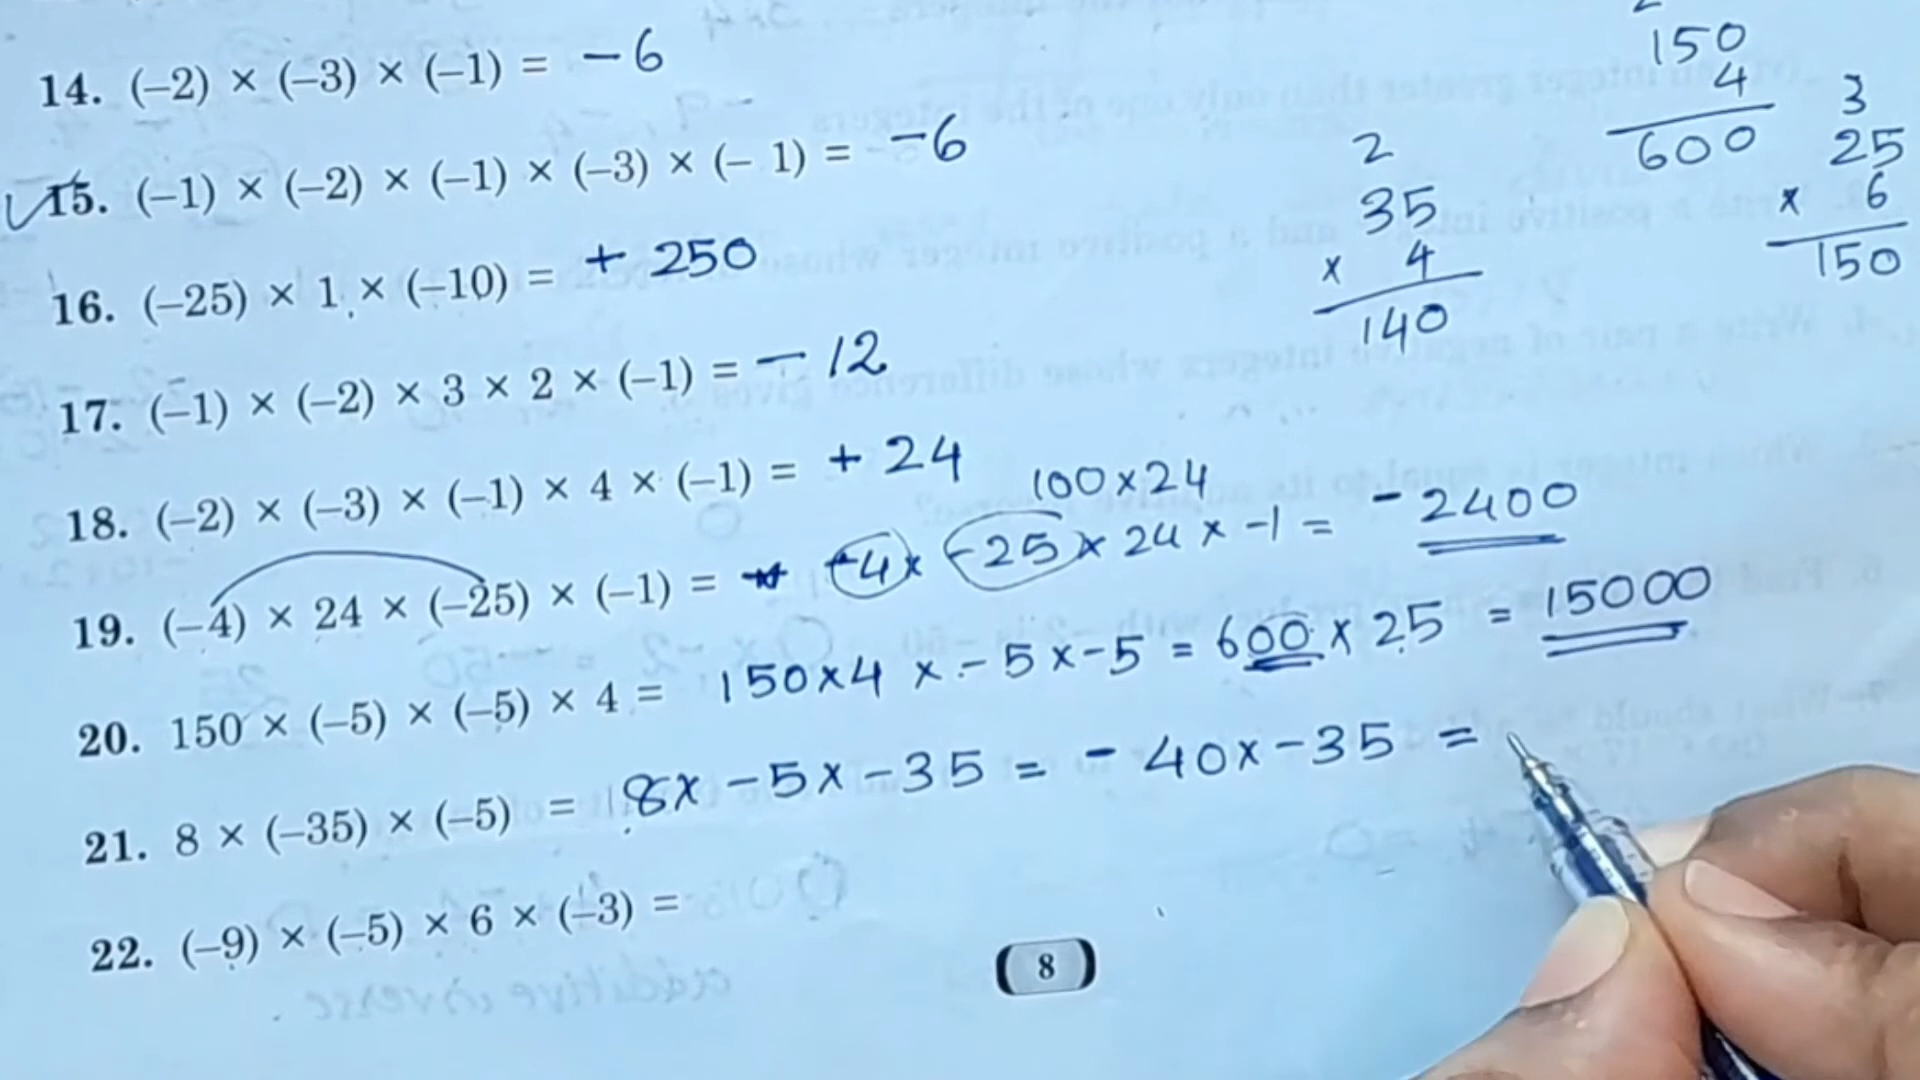 14. (–2) × (–3) × (–1) = – 6
15. (–1) × (–2) × (–1) × (–3) × (– 1) = – 6
16. (–25) × 1 × (–10) = + 250
17. (–1) × (–2) × 3 × 2 × (–1) = – 12
18. (–2) × (–3) × (–1) × 4 × (–1) = + 24
100×24
19. (–4) × 24 × (–25) × (–1) = -4 × -25 × 24 × -1 = - 2400
20. 150 × (–5) × (–5) × 4 = 150×4 × -5×-5 = 600 × 25 = 15000
21. 8 × (–35) × (–5) = 8× -5× -35 = - 40× -35 =
22. (–9) × (–5) × 6 × (–3) =
8
150
4
600
2
35
× 4
140
3
25
× 6
150